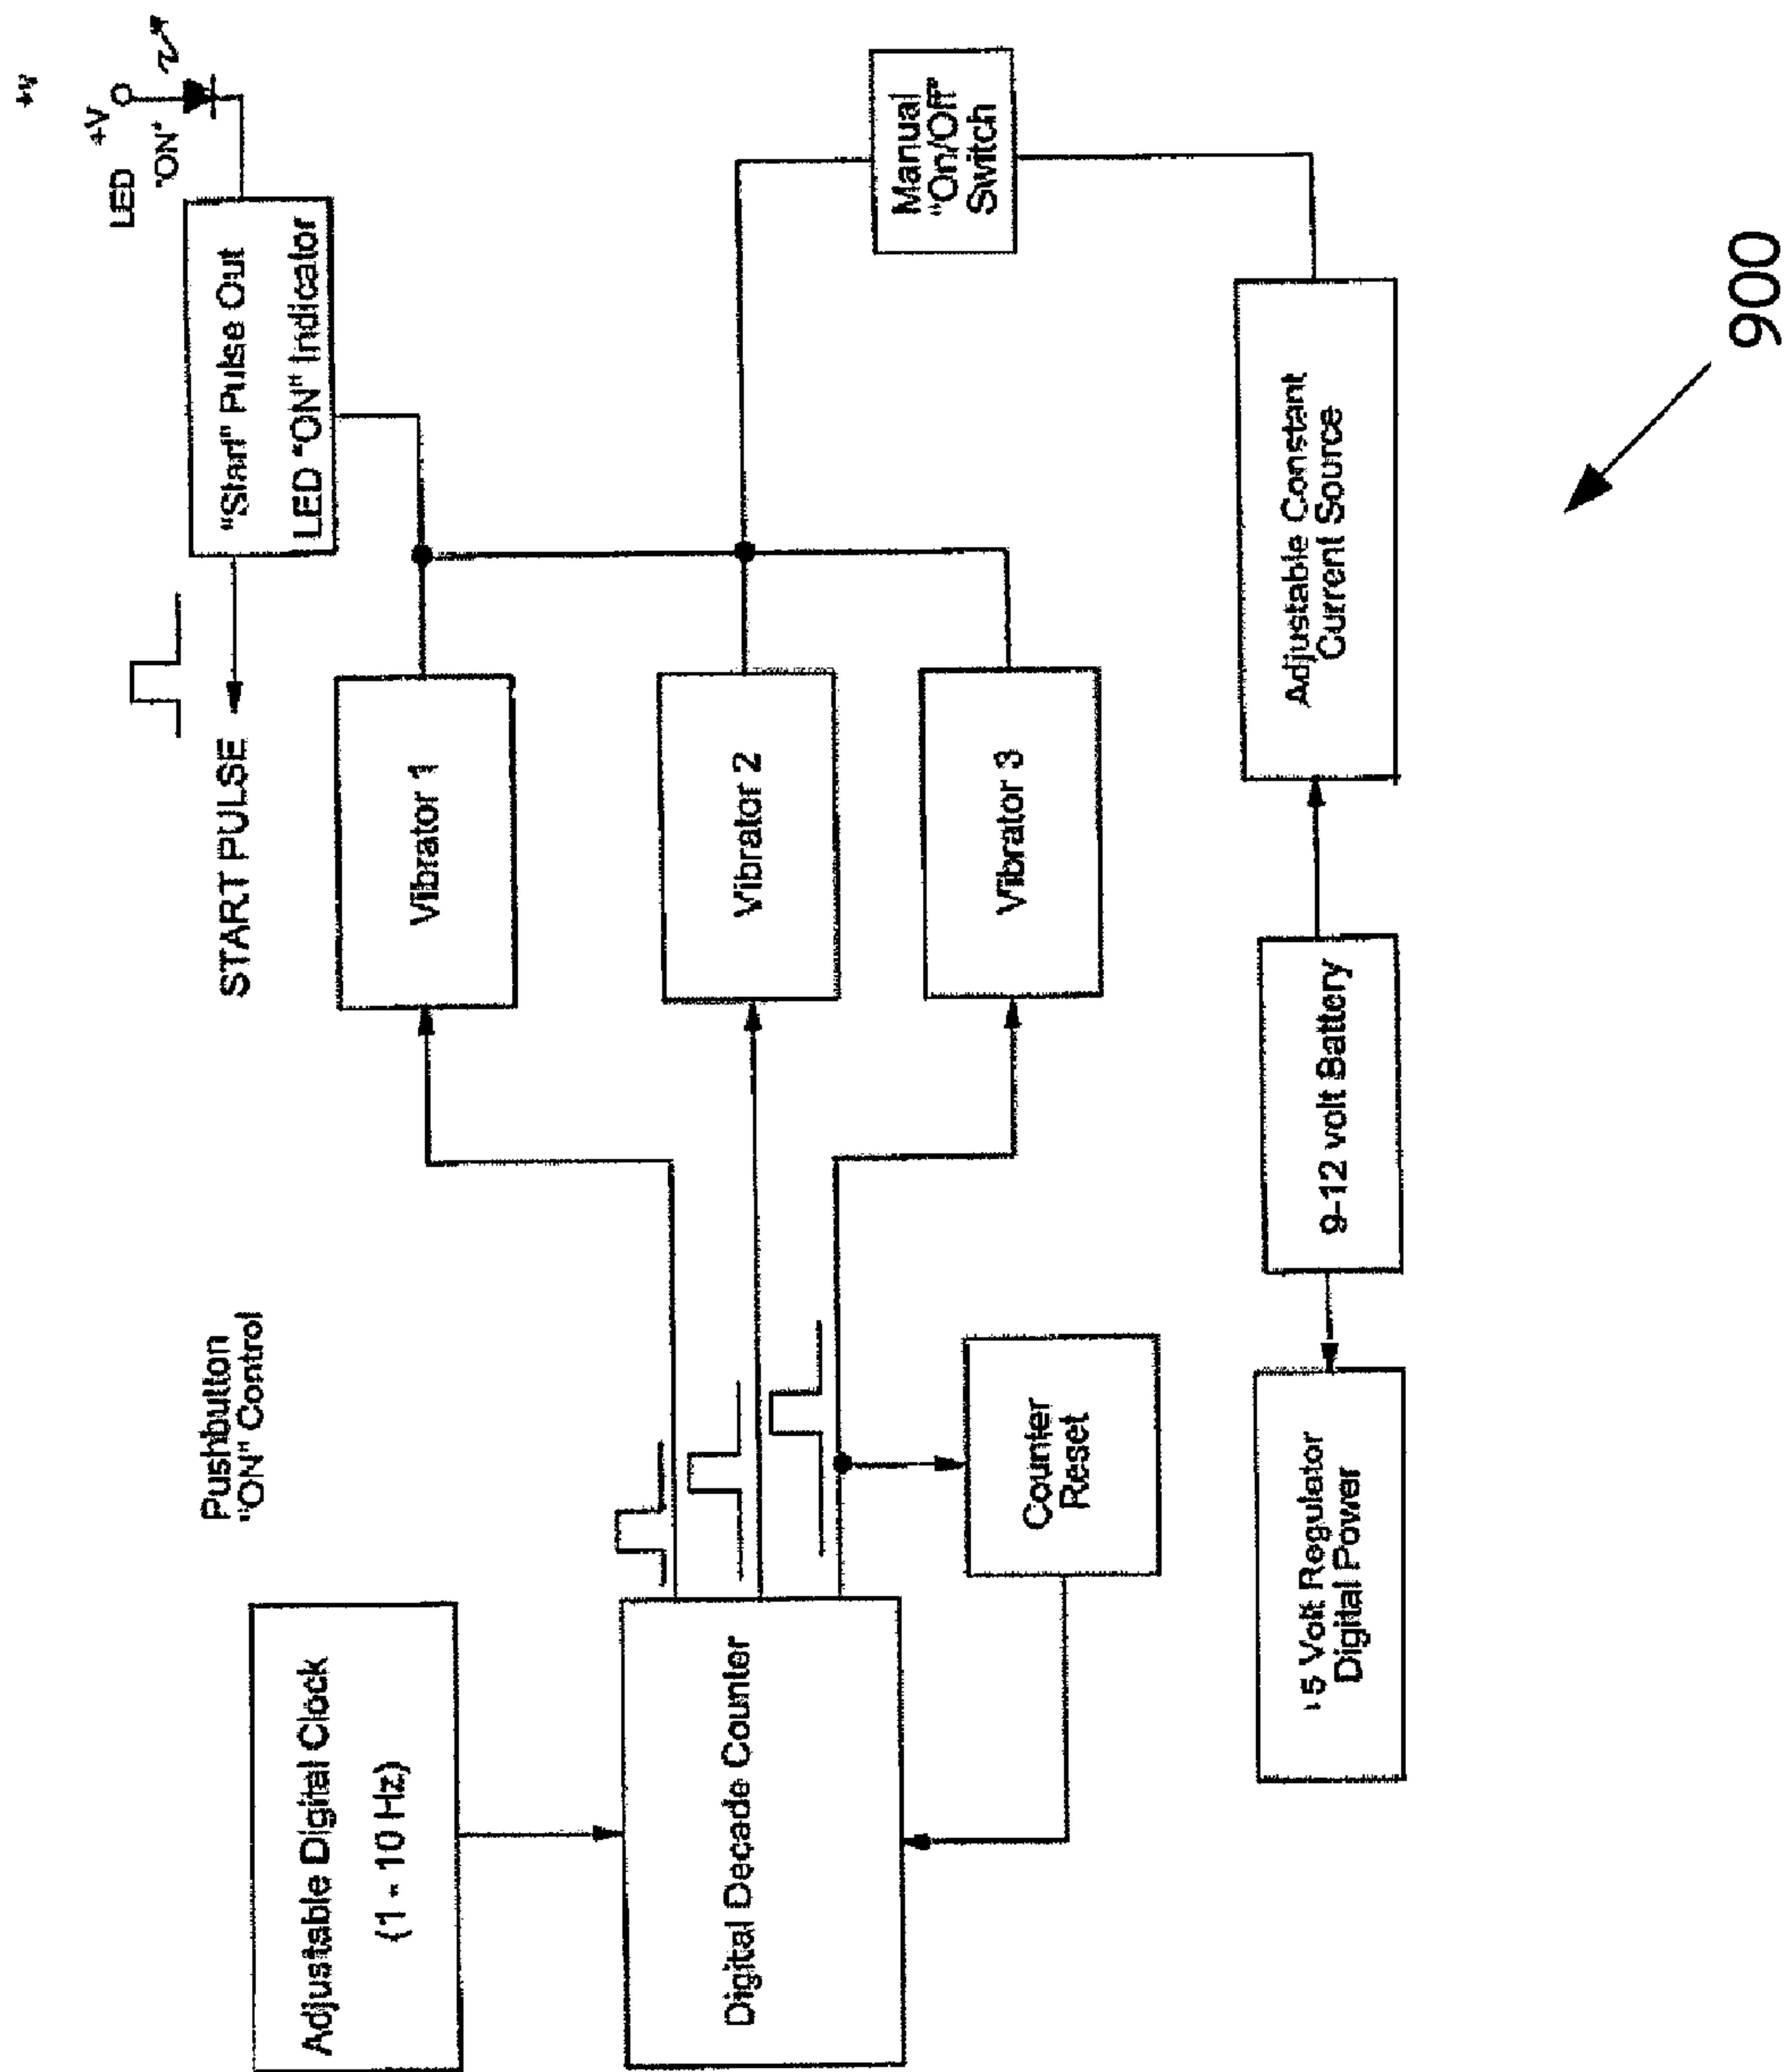 Adjustable Digital Clock
(1 - 10 Hz)
Pushbutton
"ON" Control
START PULSE
"Start" Pulse Out
LED "ON" Indicator
LED
"ON"
+V
+V
Digital Decade Counter
Counter
Reset
Vibrator 1
Vibrator 2
Vibrator 3
Manual
"On/Off"
Switch
5 Volt Regulator
Digital Power
9-12 volt Battery
Adjustable Constant
Current Source
900